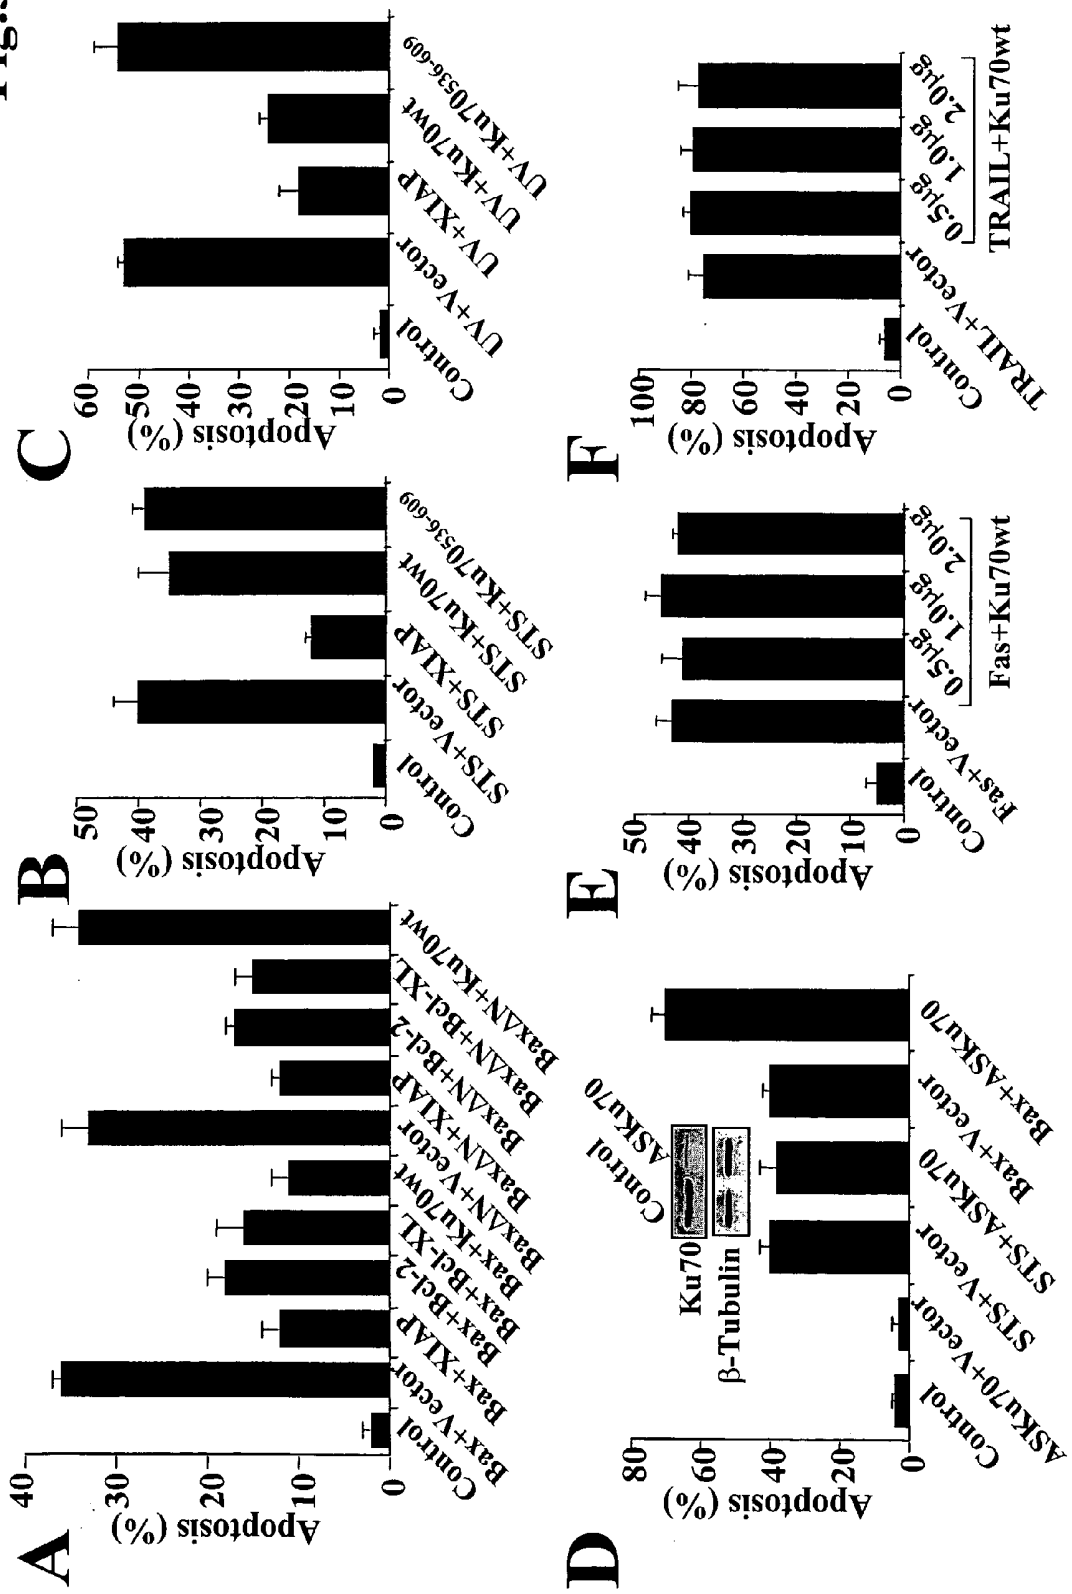 Fig.
A
Apoptosis (%)
40
30
20
10
0
Control
Bax+Vector
Bax+XIAP
Bax+Bcl-2
Bax+Bcl-XL
Bax+Ku70wt
BaxΔN+Vector
BaxΔN+XIAP
BaxΔN+Bcl-2
BaxΔN+Bcl-XL
BaxΔN+Ku70wt
B
Apoptosis (%)
50
40
30
20
10
0
Control
STS+Vector
STS+XIAP
STS+Ku70wt
STS+Ku70536-609
C
Apoptosis (%)
60
50
40
30
20
10
0
Control
UV+Vector
UV+XIAP
UV+Ku70wt
UV+Ku70536-609
D
Apoptosis (%)
80
60
40
20
0
Control
ASKu70+Vector
STS+Vector
STS+ASKu70
Bax+Vector
Bax+ASKu70
Control
ASKu70
Ku70
β-Tubulin
E
Apoptosis (%)
50
40
30
20
10
0
Control
Fas+Vector
0.5μg
1.0μg
2.0μg
Fas+Ku70wt
F
Apoptosis (%)
100
80
60
40
20
0
Control
TRAIL+Vector
0.5μg
1.0μg
2.0μg
TRAIL+Ku70wt